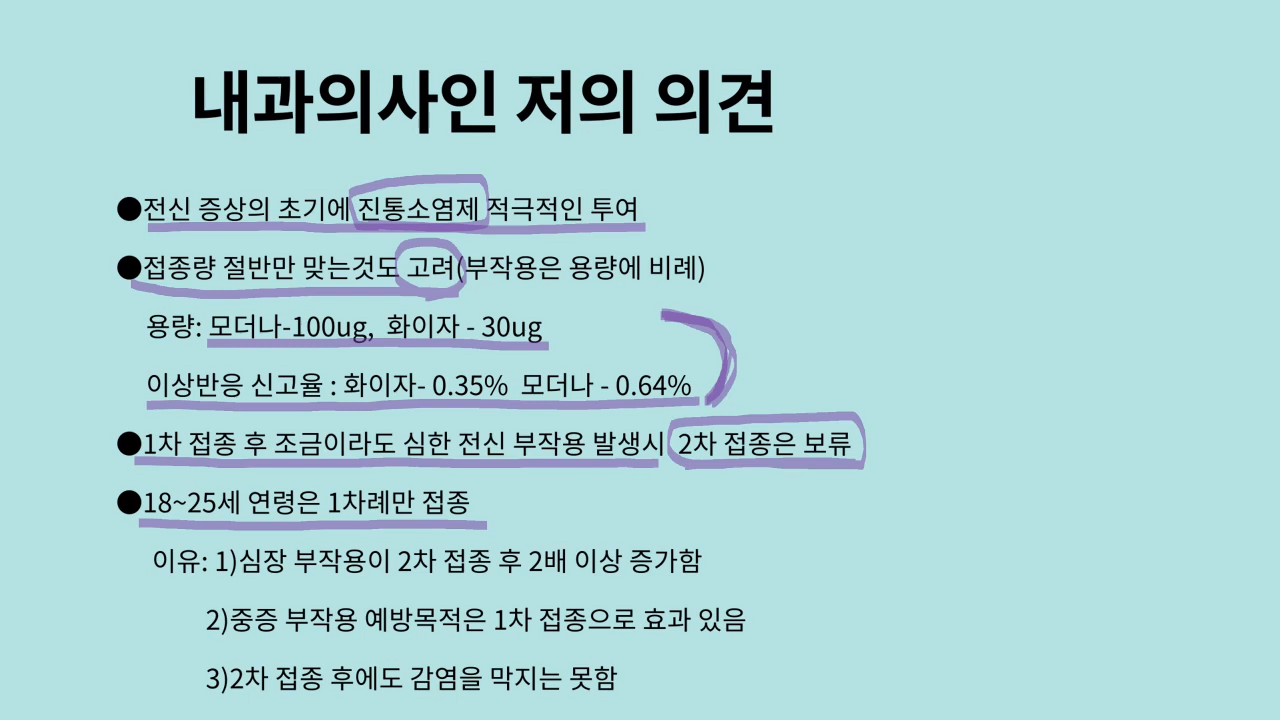 내과의사인 저의 의견
●전신 증상의 초기에 진통소염제 적극적인 투여
●접종량 절반만 맞는것도 고려(부작용은 용량에 비례)
용량: 모더나-100ug, 화이자 - 30ug
이상반응 신고율 : 화이자- 0.35% 모더나 - 0.64%
●1차 접종 후 조금이라도 심한 전신 부작용 발생시 2차 접종은 보류
●18~25세 연령은 1차례만 접종
이유: 1)심장 부작용이 2차 접종 후 2배 이상 증가함
2)중증 부작용 예방목적은 1차 접종으로 효과 있음
3)2차 접종 후에도 감염을 막지는 못함